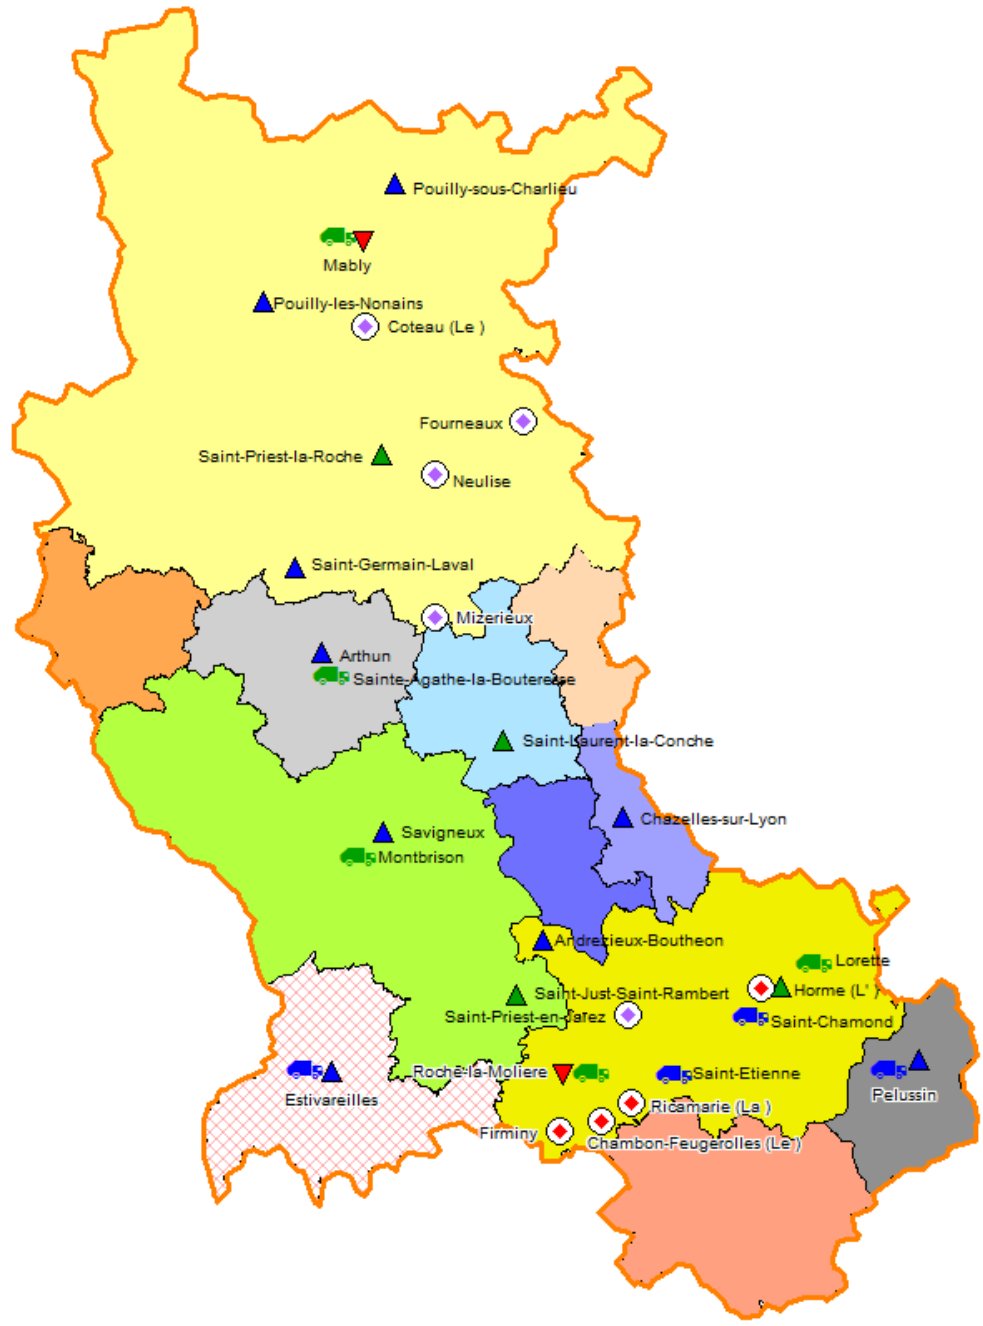 Pouilly-sous-Charlieu
Mably
Pouilly-les-Nonains
Coteau (Le )
Fourneaux
Saint-Priest-la-Roche
Neulise
Saint-Germain-Laval
Mizerieux
Arthun
Sainte-Agathe-la-Bouteresse
Saint-Laurent-la-Conche
Chazelles-sur-Lyon
Savigneux
Montbrison
Andrezieux-Boutheon
Lorette
Saint-Just-Saint-Rambert
Horme (L' )
Saint-Priest-en-Jarez
Saint-Chamond
Roche-la-Moliere
Saint-Etienne
Estivareilles
Pelussin
Ricamarie (La )
Firminy
Chambon-Feugerolles (Le )